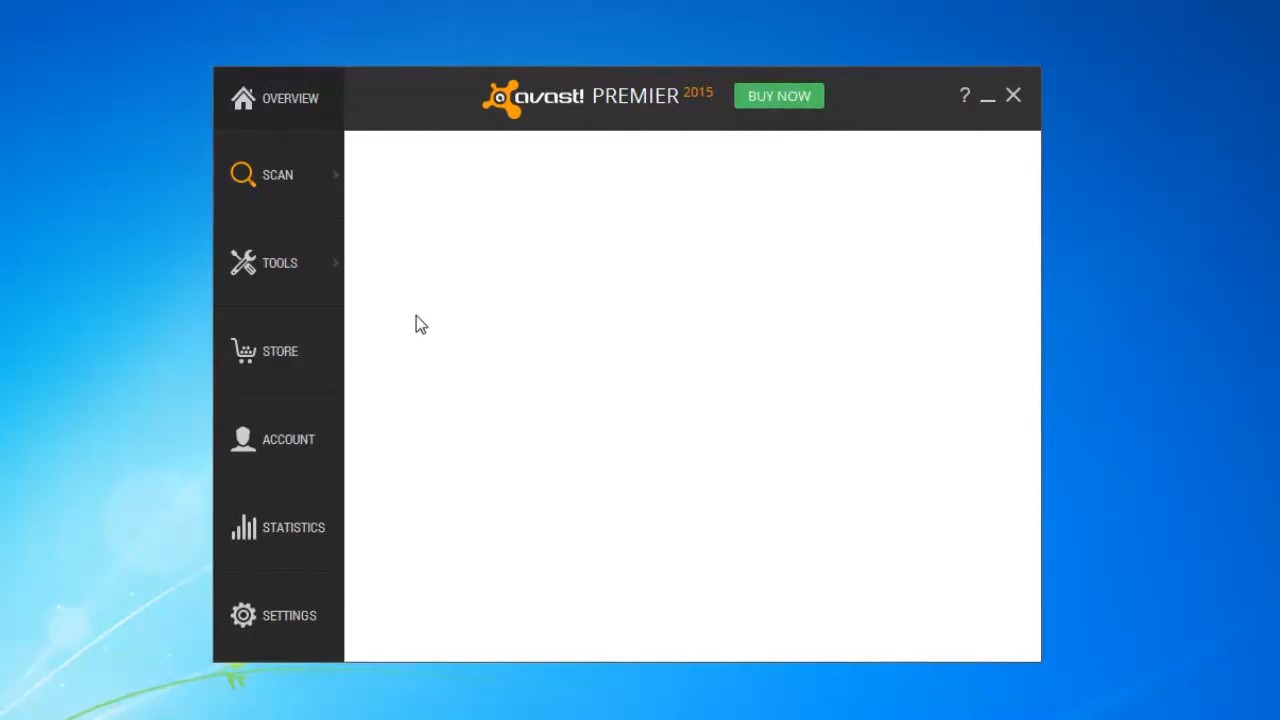 OVERVIEW
avast! PREMIER 2015
BUY NOW
?
SCAN
TOOLS
STORE
ACCOUNT
STATISTICS
SETTINGS